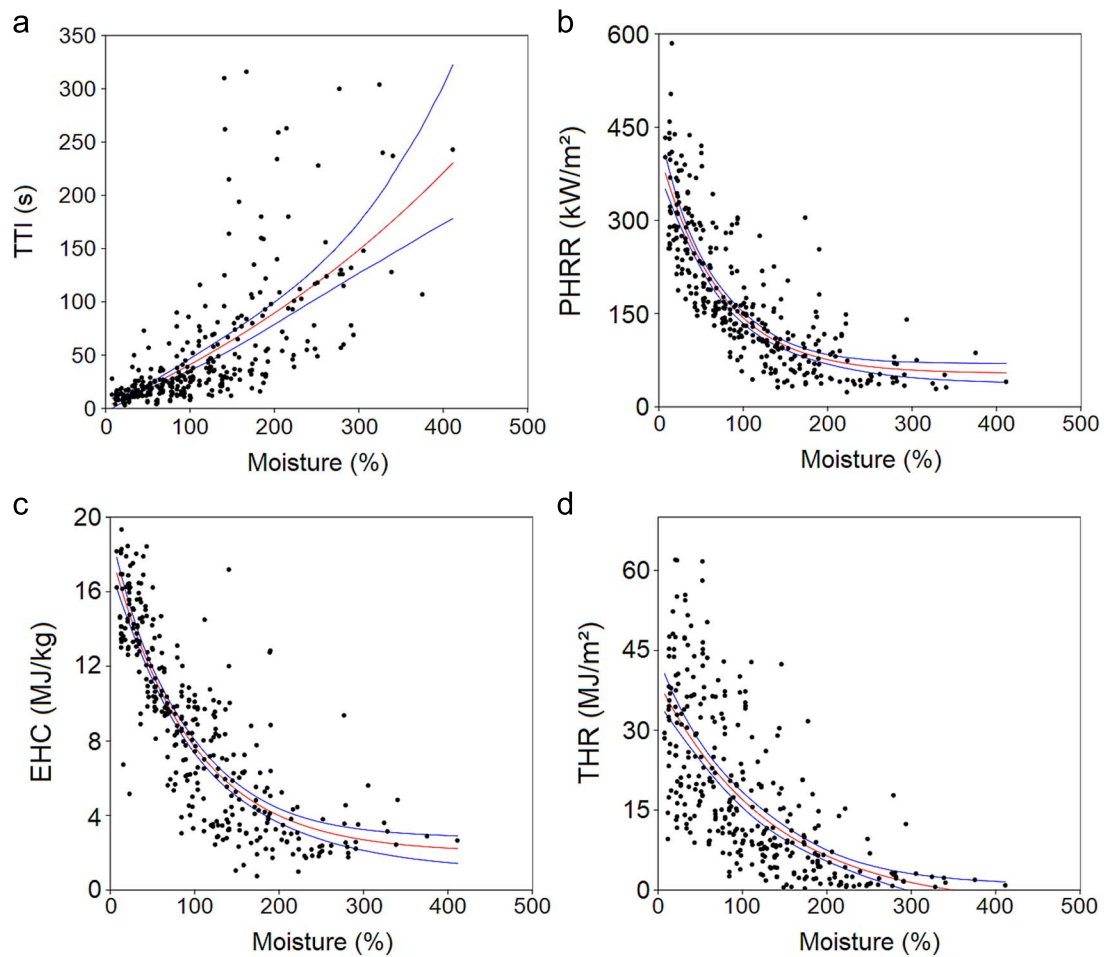 a
350
300
250
200
150
100
50
0
TTI (s)
0 100 200 300 400 500
Moisture (%)
b
600
450
300
150
0
PHRR (kW/m²)
0 100 200 300 400 500
Moisture (%)
c
20
16
12
8
4
0
EHC (MJ/kg)
0 100 200 300 400 500
Moisture (%)
d
60
45
30
15
0
THR (MJ/m²)
0 100 200 300 400 500
Moisture (%)